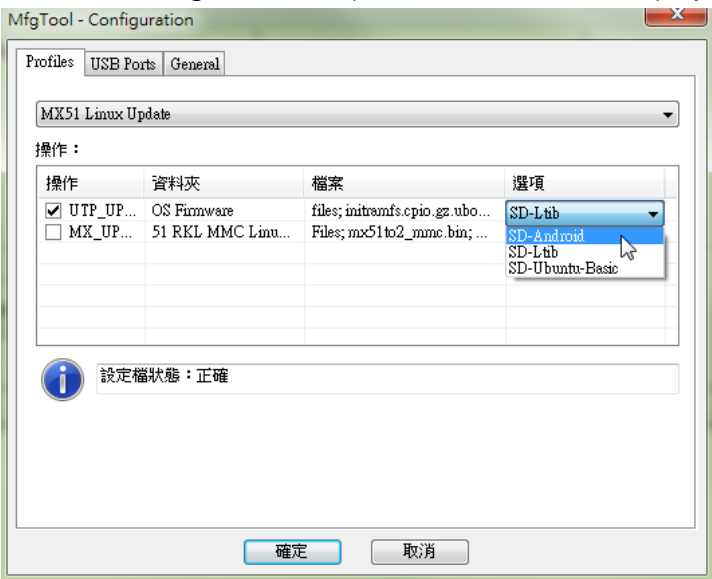 MfgTool - Configuration
Profiles USB Ports General
MX51 Linux Update
操作：
操作 資料夾 檔案 選項
UTP_UP... OS Firmware files; initramfs.cpio.gz.ubo... SD-Ltib
MX_UP... 51 RKL MMC Linu... Files; mx51to2_mmc.bin; ... SD-Android
SD-Ltib
SD-Ubuntu-Basic
設定檔狀態：正確
確定 取消